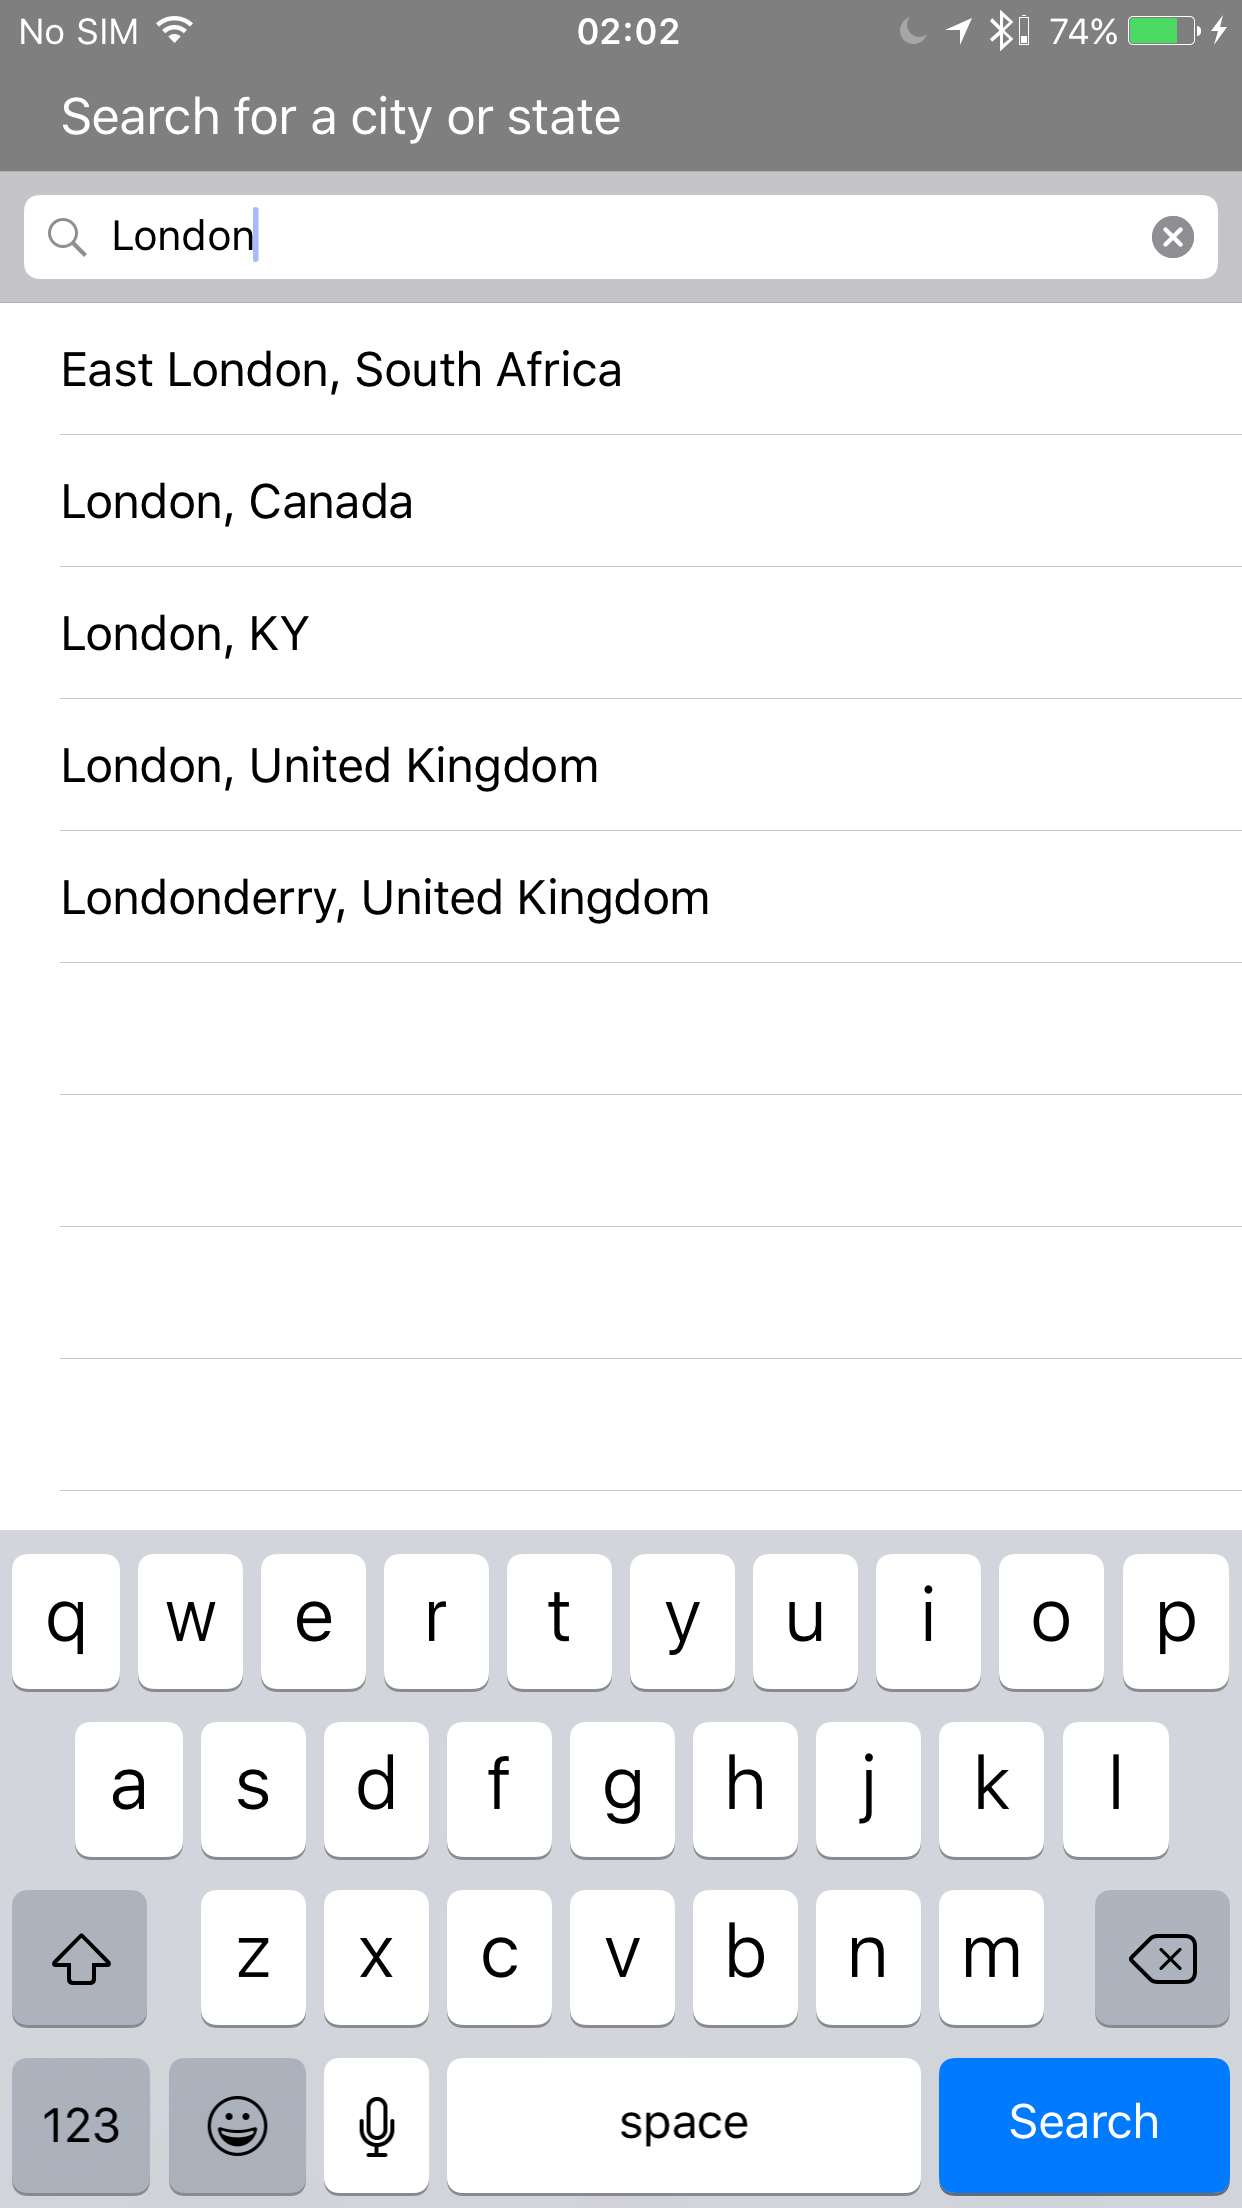 No SIM 02:02 74%
Search for a city or state
London
East London, South Africa
London, Canada
London, KY
London, United Kingdom
Londonderry, United Kingdom
q w e r t y u i o p
a s d f g h j k l
z x c v b n m
123 space Search